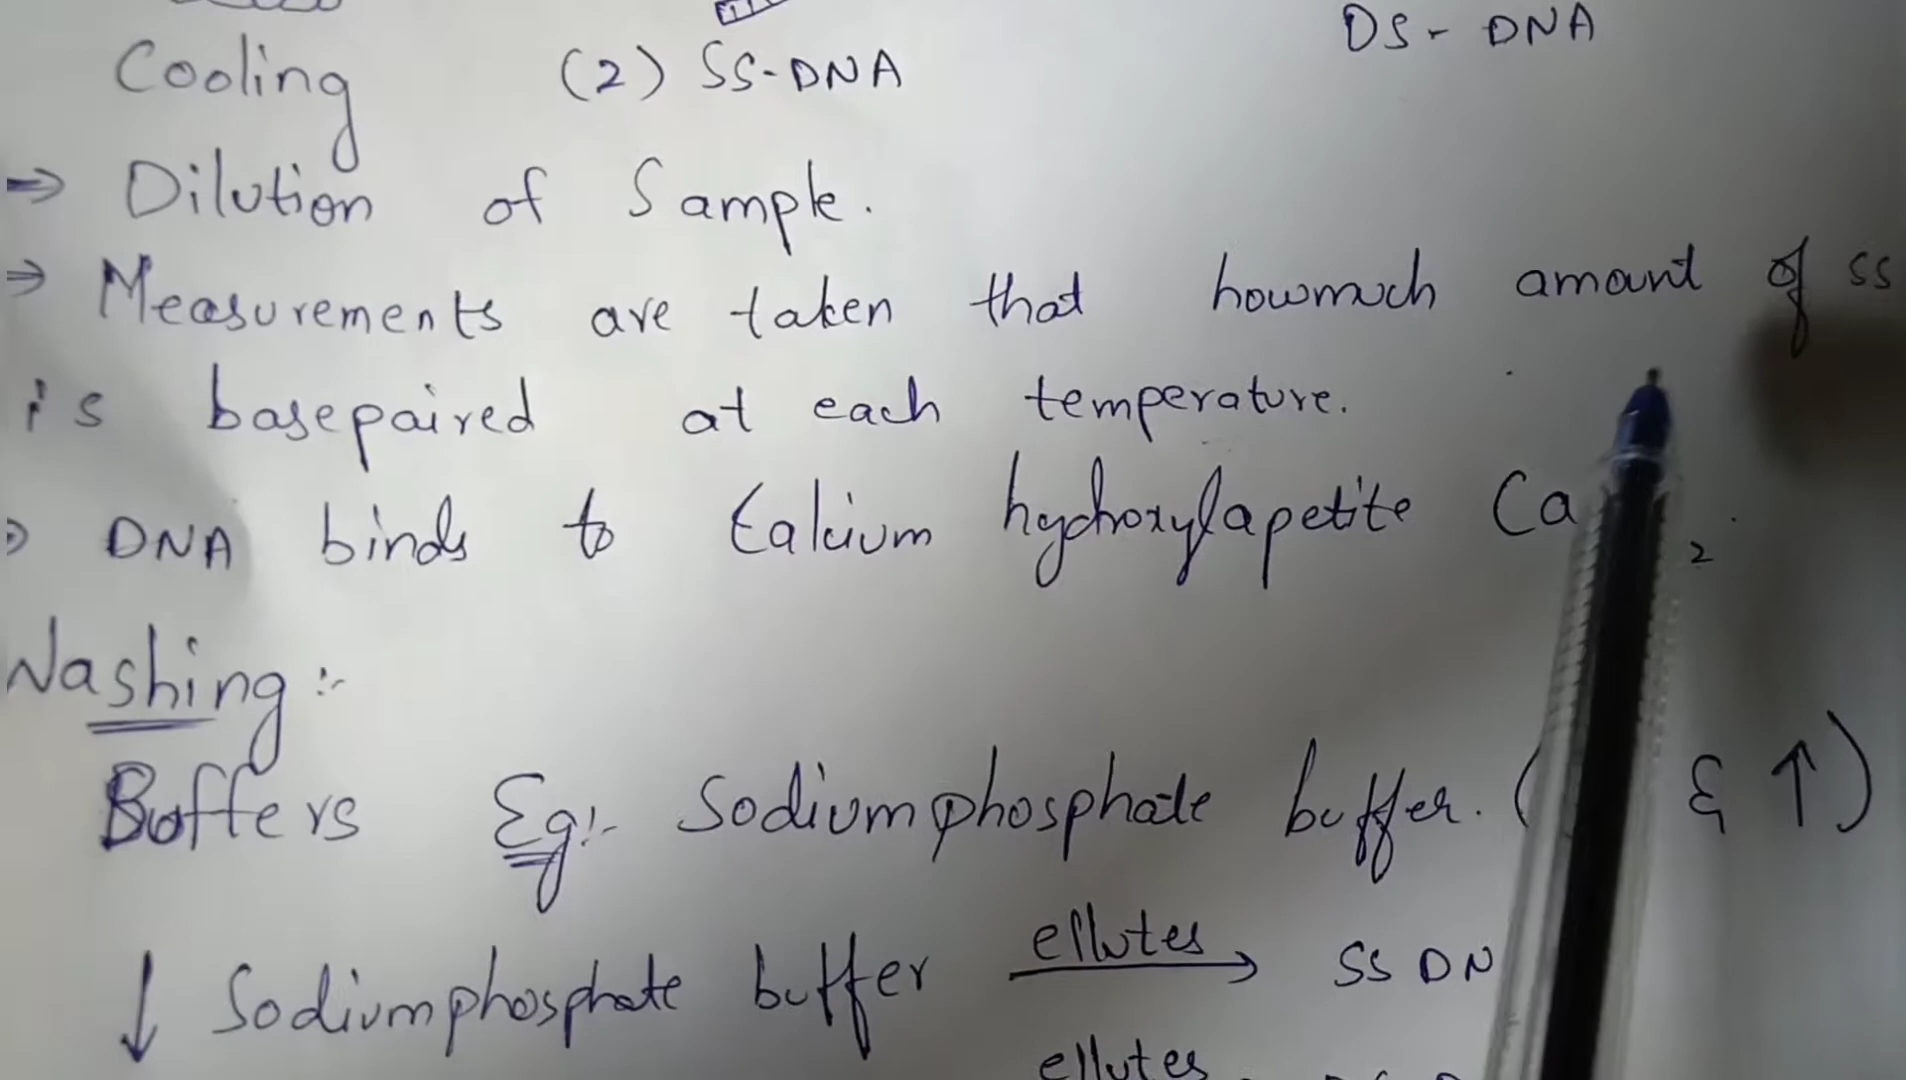 DS - DNA
Cooling (2) SS-DNA
⇒ Dilution of Sample.
⇒ Measurements are taken that howmuch amount of SS
is basepaired at each temperature.
DNA binds to Calcium hydroxylapetite Ca 2
Washing :-
Buffers Eg:- Sodiumphosphate buffer. ( & ↑)
↓ Sodiumphosphate buffer ellutes → SS DN
ellutes